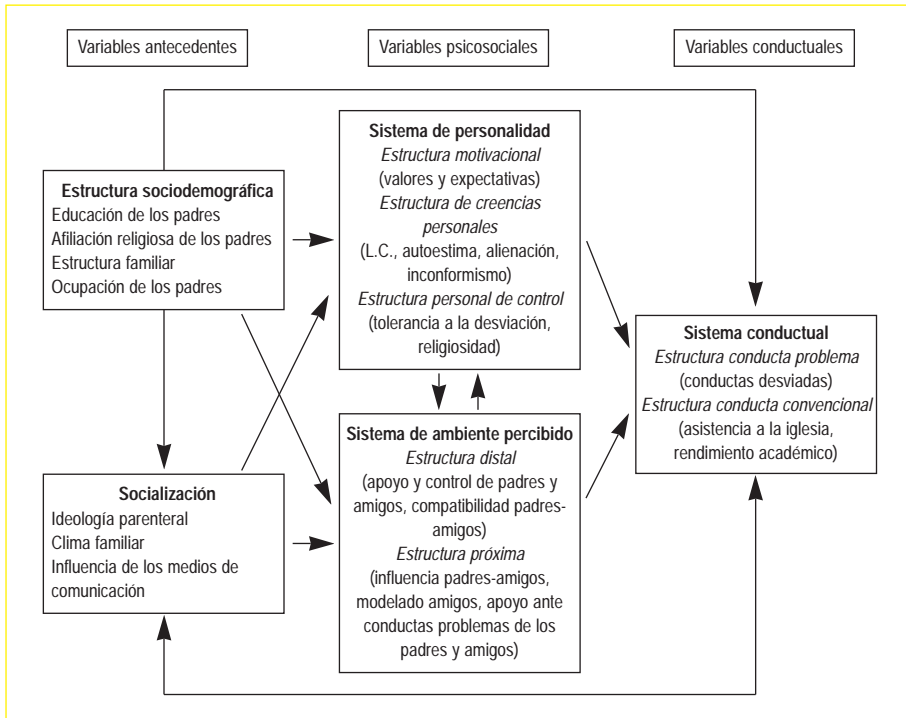 Variables antecedentes
Variables psicosociales
Variables conductuales
Estructura sociodemográfica
Educación de los padres
Afiliación religiosa de los padres
Estructura familiar
Ocupación de los padres
Socialización
Ideología parenteral
Clima familiar
Influencia de los medios de
comunicación
Sistema de personalidad
Estructura motivacional
(valores y expectativas)
Estructura de creencias
personales
(L.C., autoestima, alienación,
inconformismo)
Estructura personal de control
(tolerancia a la desviación,
religiosidad)
Sistema de ambiente percibido
Estructura distal
(apoyo y control de padres y
amigos, compatibilidad padres-
amigos)
Estructura próxima
(influencia padres-amigos,
modelado amigos, apoyo ante
conductas problemas de los
padres y amigos)
Sistema conductual
Estructura conducta problema
(conductas desviadas)
Estructura conducta convencional
(asistencia a la iglesia,
rendimiento académico)